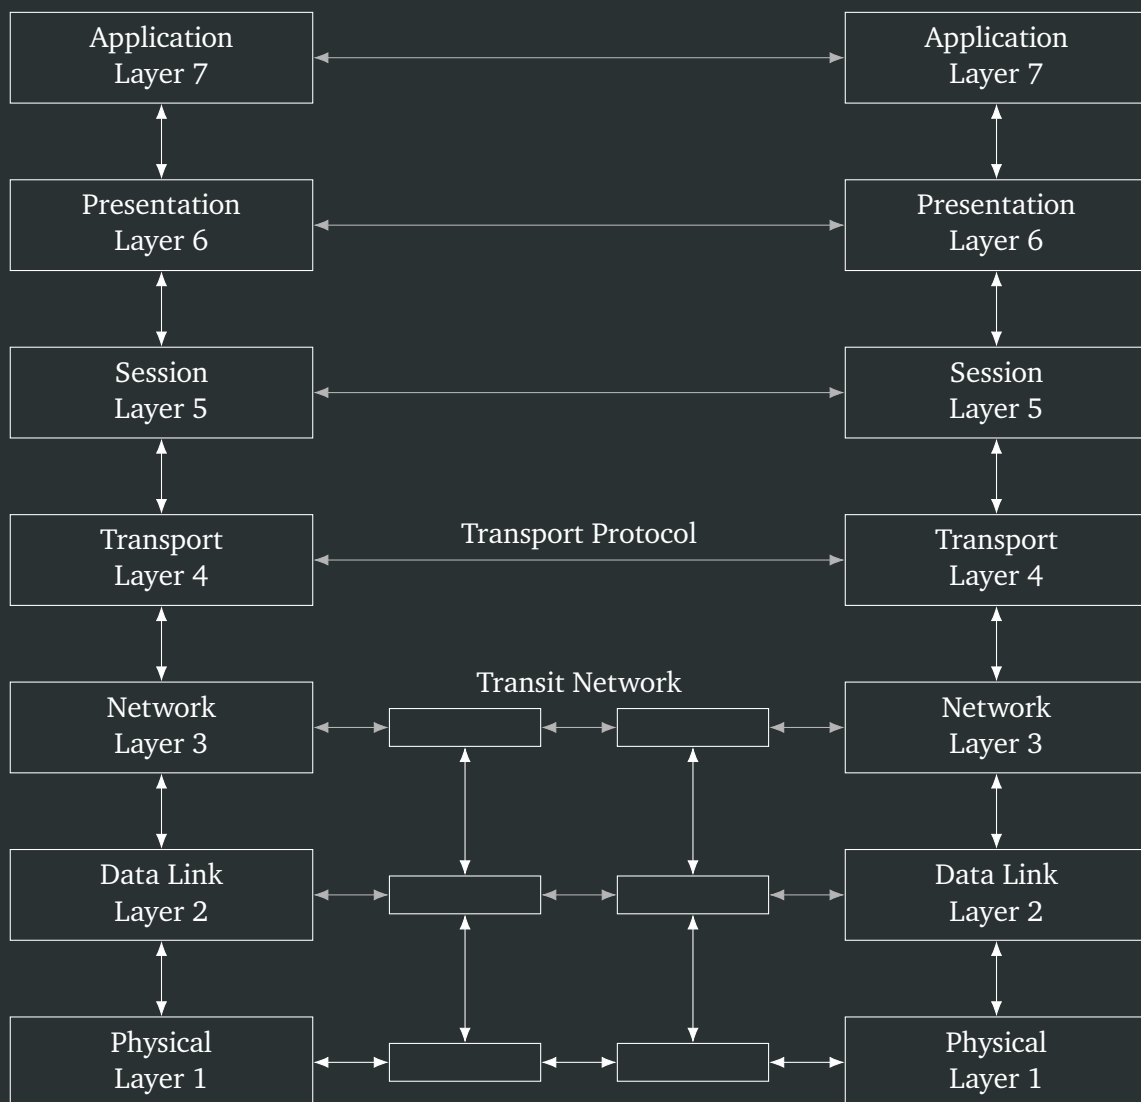 Application
Layer 7
Application
Layer 7
Presentation
Layer 6
Presentation
Layer 6
Session
Layer 5
Session
Layer 5
Transport
Layer 4
Transport Protocol
Transport
Layer 4
Network
Layer 3
Transit Network
Network
Layer 3
Data Link
Layer 2
Data Link
Layer 2
Physical
Layer 1
Physical
Layer 1